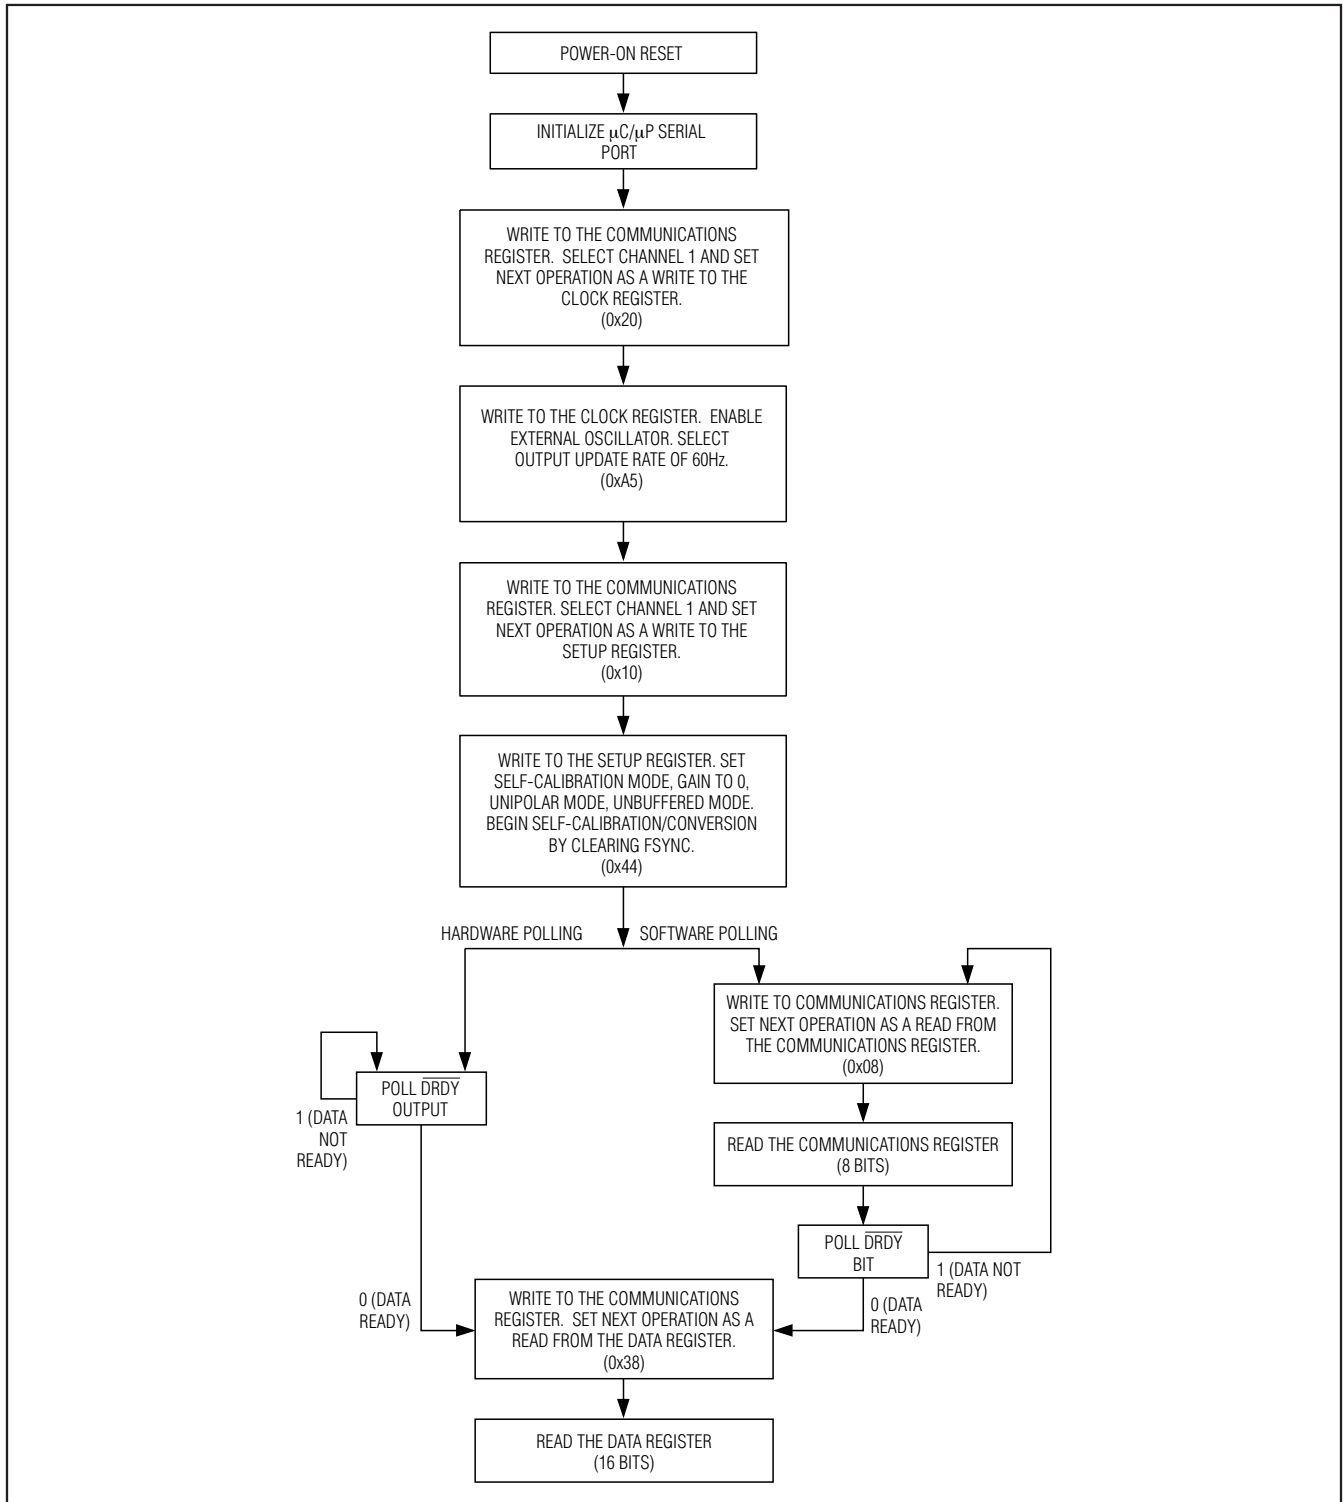 POWER-ON RESET
INITIALIZE μC/μP SERIAL
PORT
WRITE TO THE COMMUNICATIONS
REGISTER. SELECT CHANNEL 1 AND SET
NEXT OPERATION AS A WRITE TO THE
CLOCK REGISTER.
(0x20)
WRITE TO THE CLOCK REGISTER. ENABLE
EXTERNAL OSCILLATOR. SELECT
OUTPUT UPDATE RATE OF 60Hz.
(0xA5)
WRITE TO THE COMMUNICATIONS
REGISTER. SELECT CHANNEL 1 AND SET
NEXT OPERATION AS A WRITE TO THE
SETUP REGISTER.
(0x10)
WRITE TO THE SETUP REGISTER. SET
SELF-CALIBRATION MODE, GAIN TO 0,
UNIPOLAR MODE, UNBUFFERED MODE.
BEGIN SELF-CALIBRATION/CONVERSION
BY CLEARING FSYNC.
(0x44)
HARDWARE POLLING
SOFTWARE POLLING
WRITE TO COMMUNICATIONS REGISTER.
SET NEXT OPERATION AS A READ FROM
THE COMMUNICATIONS REGISTER.
(0x08)
POLL D̅R̅D̅Y̅
OUTPUT
1 (DATA
NOT
READY)
READ THE COMMUNICATIONS REGISTER
(8 BITS)
POLL D̅R̅D̅Y̅
BIT
1 (DATA NOT
READY)
0 (DATA
READY)
0 (DATA
READY)
WRITE TO THE COMMUNICATIONS
REGISTER. SET NEXT OPERATION AS A
READ FROM THE DATA REGISTER.
(0x38)
READ THE DATA REGISTER
(16 BITS)